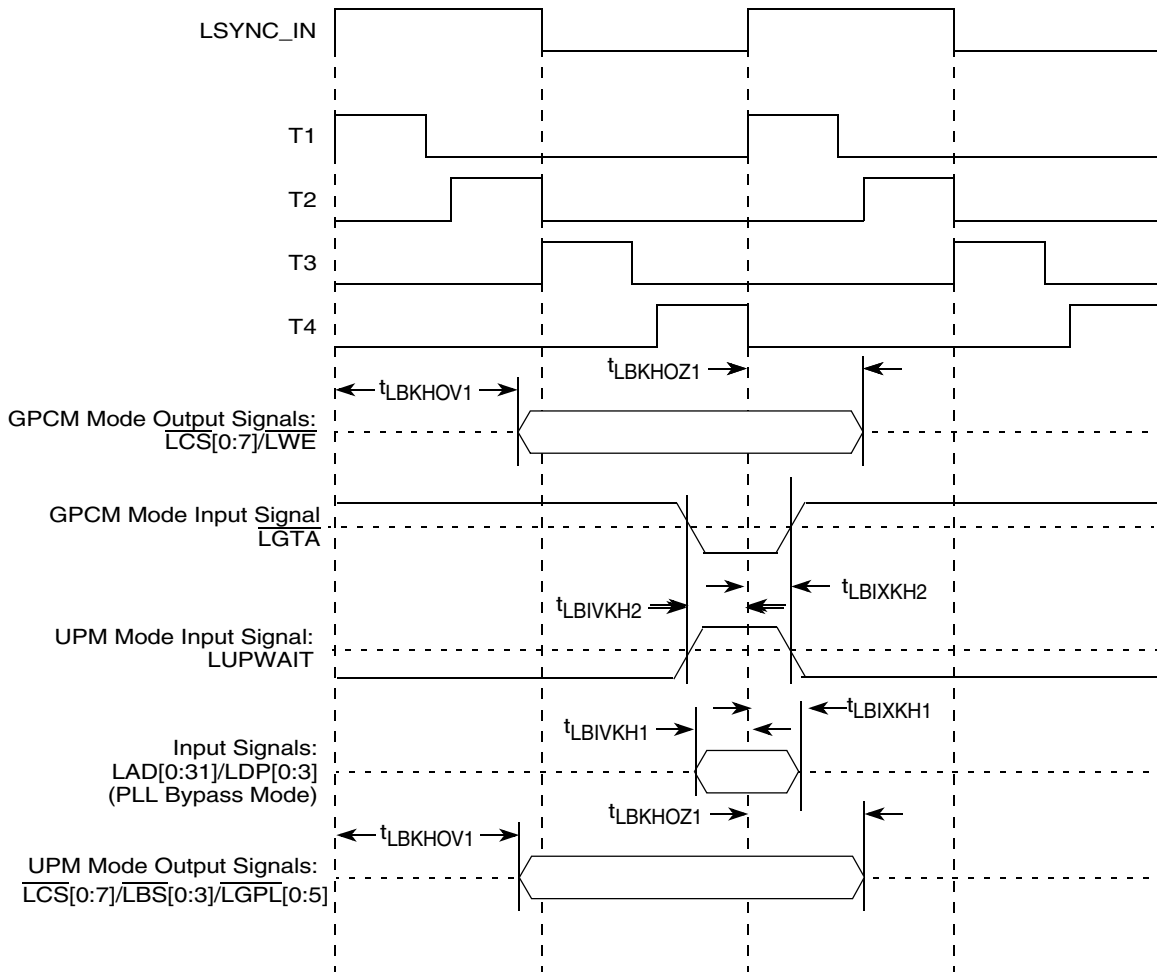 LSYNC_IN
T1
T2
T3
T4
tLBKHOZ1
tLBKHOV1
GPCM Mode Output Signals:
LCS[0:7]/LWE
GPCM Mode Input Signal
LGTA
tLBIVKH2
tLBIXKH2
UPM Mode Input Signal:
LUPWAIT
tLBIVKH1
tLBIXKH1
Input Signals:
LAD[0:31]/LDP[0:3]
(PLL Bypass Mode)
tLBKHOZ1
tLBKHOV1
UPM Mode Output Signals:
LCS[0:7]/LBS[0:3]/LGPL[0:5]